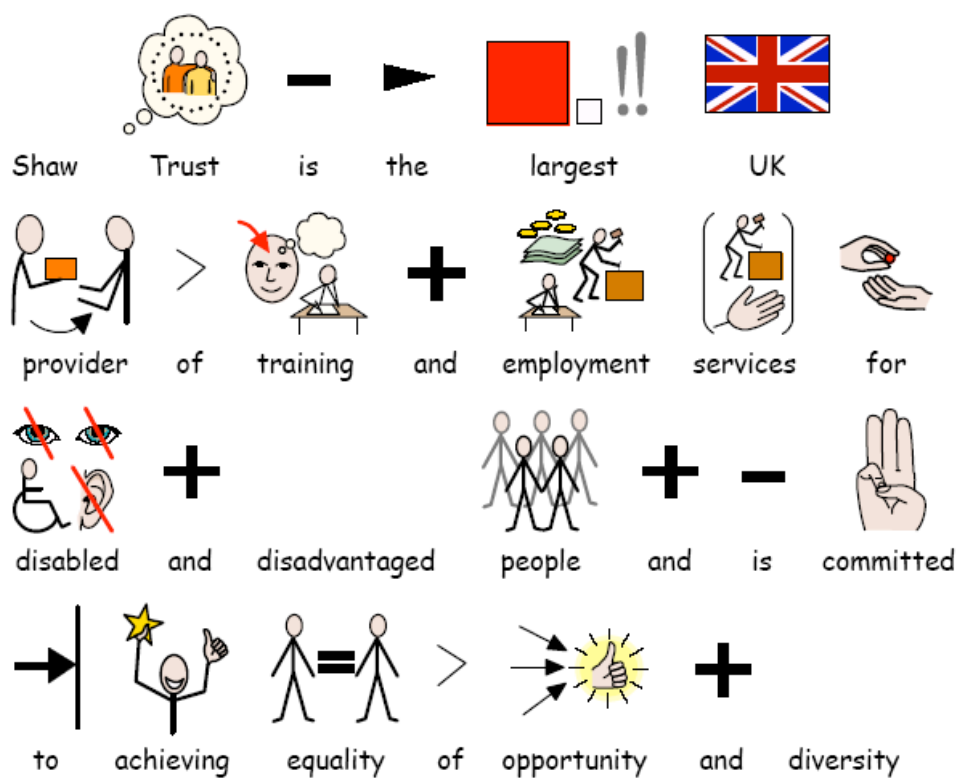 Shaw Trust is the largest UK
provider of training and employment services for
disabled and disadvantaged people and is committed
to achieving equality of opportunity and diversity